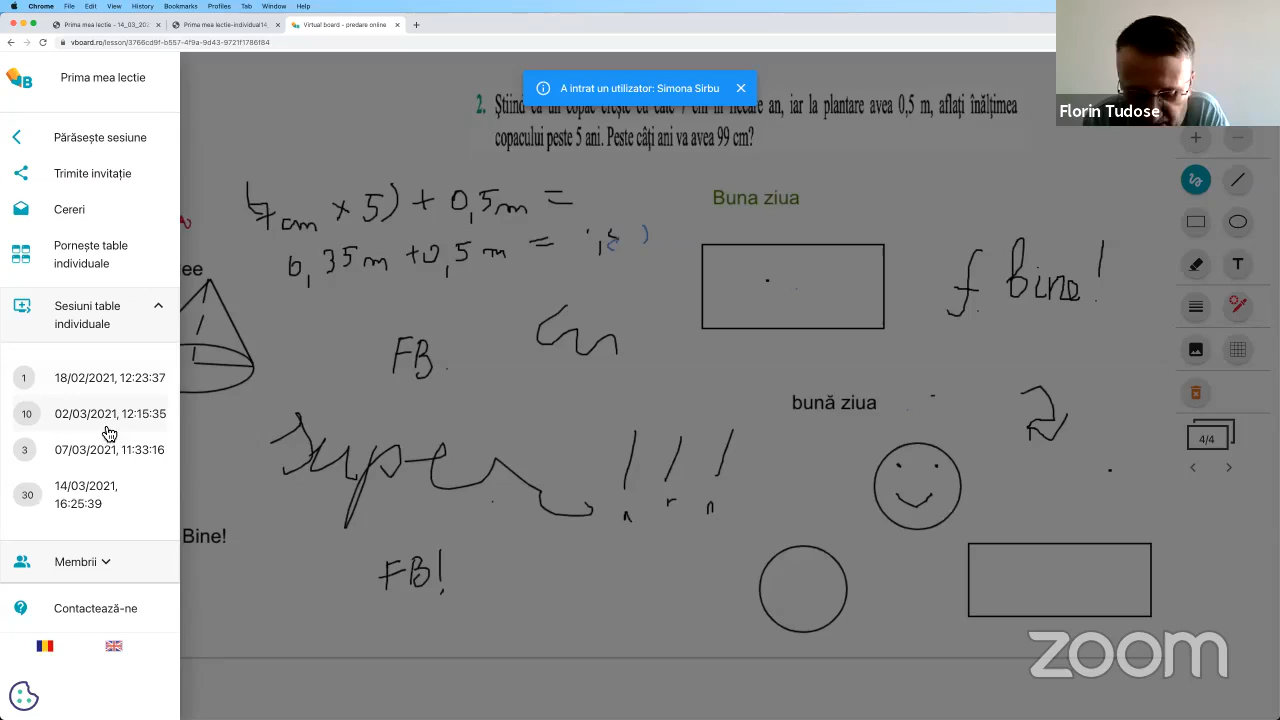 Chrome File Edit View History Bookmarks Profiles Tab Window Help
Prima mea lectie - 14_03_202
Prima mea lectie-individual14_
Virtual board - predare online
vboard.ro/lesson/3766cd9f-b557-4f9a-9d43-9721f1786f84
Prima mea lectie
Părăsește sesiune
Trimite invitație
Cereri
Pornește table
individuale
Sesiuni table
individuale
1 18/02/2021, 12:23:37
10 02/03/2021, 12:15:35
3 07/03/2021, 11:33:16
30 14/03/2021,
16:25:39
Membrii
Contactează-ne
A intrat un utilizator: Simona Sirbu
2. Știind că un copac crește cu câte 7 cm în fiecare an, iar la plantare avea 0,5 m, aflați înălțimea
copacului peste 5 ani. Peste câți ani va avea 99 cm?
7cm x 5) + 0,5m =
0,35m + 0,5m =
Buna ziua
f bine!
ee
FB
bună ziua
super!!!
Bine!
FB!
T
4/4
Florin Tudose
zoom